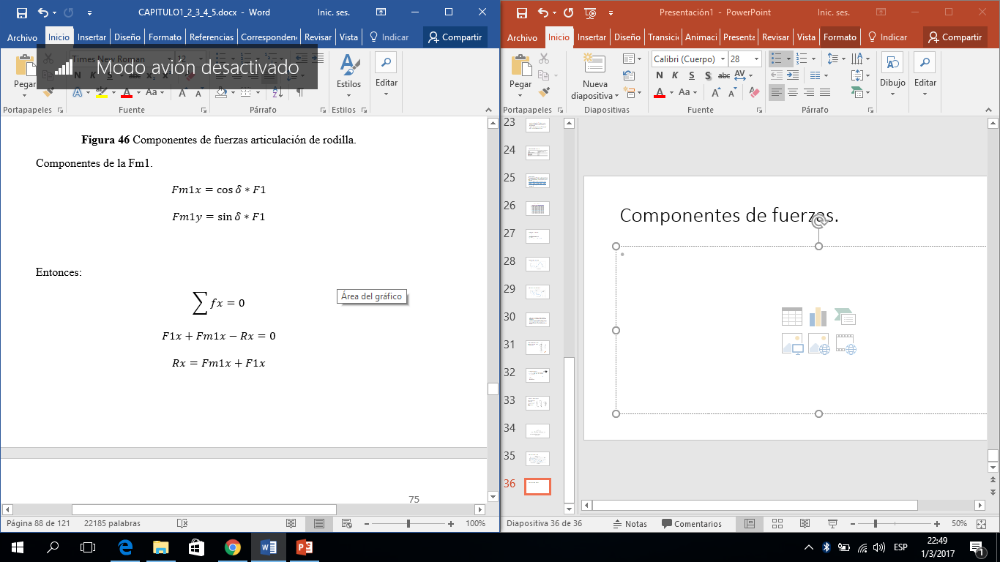 CAPITULO1_2_3_4_5.docx - Word
Inic. ses.
Archivo Inicio Insertar Diseño Formato Referencias Corresponden Revisar Vista Indicar Compartir
Times New Roman 12
Modo avión desactivado
Pegar
Estilos
Editar
Portapapeles Fuente Párrafo Estilos
Figura 46 Componentes de fuerzas articulación de rodilla.
Componentes de la Fm1.
Fm1x = cos δ ∗ F1
Fm1y = sin δ ∗ F1
Entonces:
∑ fx = 0
Área del gráfico
F1x + Fm1x − Rx = 0
Rx = Fm1x + F1x
75
Página 88 de 121 22185 palabras 100%
Presentación1 - PowerPoint
Inic. ses.
Archivo Inicio Insertar Diseño Transici Animaci Presenta Revisar Vista Formato Indicar Compartir
Calibri (Cuerpo) 28
Pegar
Nueva
diapositiva
N K S S abc AV
A Aa A A
Dibujo
Editar
Portapapeles Diapositivas Fuente Párrafo
23
24
25
26
27
28
29
30
31
32
33
34
35
36
Componentes de fuerzas.
Diapositiva 36 de 36 Notas Comentarios 50%
ESP
22:49
1/3/2017
1